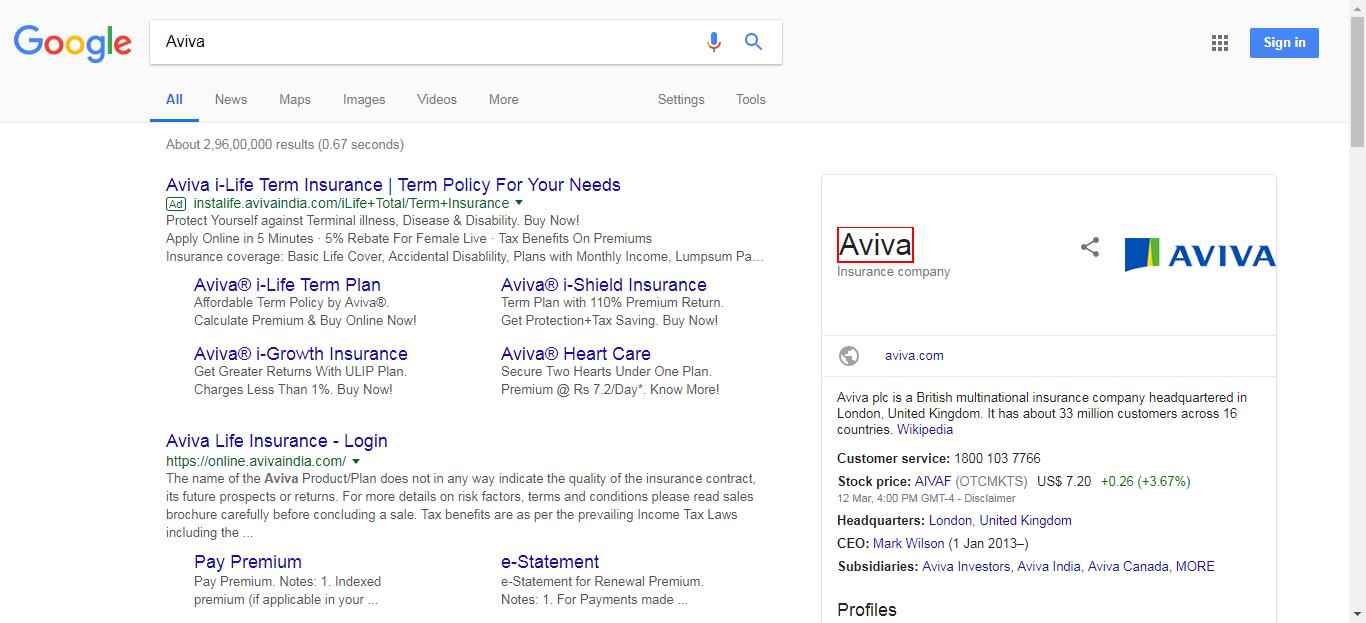 Google
Aviva
Sign in
All News Maps Images Videos More Settings Tools
About 2,96,00,000 results (0.67 seconds)
Aviva i-Life Term Insurance | Term Policy For Your Needs
Ad instalife.avivaindia.com/iLife+Total/Term+Insurance
Protect Yourself against Terminal illness, Disease & Disability. Buy Now!
Apply Online in 5 Minutes · 5% Rebate For Female Live · Tax Benefits On Premiums
Insurance coverage: Basic Life Cover, Accidental Disablility, Plans with Monthly Income, Lumpsum Pa...
Aviva® i-Life Term Plan
Affordable Term Policy by Aviva®.
Calculate Premium & Buy Online Now!
Aviva® i-Shield Insurance
Term Plan with 110% Premium Return.
Get Protection+Tax Saving. Buy Now!
Aviva® i-Growth Insurance
Get Greater Returns With ULIP Plan.
Charges Less Than 1%. Buy Now!
Aviva® Heart Care
Secure Two Hearts Under One Plan.
Premium @ Rs 7.2/Day*. Know More!
Aviva Life Insurance - Login
https://online.avivaindia.com/
The name of the Aviva Product/Plan does not in any way indicate the quality of the insurance contract,
its future prospects or returns. For more details on risk factors, terms and conditions please read sales
brochure carefully before concluding a sale. Tax benefits are as per the prevailing Income Tax Laws
including the ...
Pay Premium
Pay Premium. Notes: 1. Indexed
premium (if applicable in your ...
e-Statement
e-Statement for Renewal Premium.
Notes: 1. For Payments made ...
Aviva
Insurance company
AVIVA
aviva.com
Aviva plc is a British multinational insurance company headquartered in
London, United Kingdom. It has about 33 million customers across 16
countries. Wikipedia
Customer service: 1800 103 7766
Stock price: AIVAF (OTCMKTS) US$ 7.20 +0.26 (+3.67%)
12 Mar, 4:00 PM GMT-4 - Disclaimer
Headquarters: London, United Kingdom
CEO: Mark Wilson (1 Jan 2013–)
Subsidiaries: Aviva Investors, Aviva India, Aviva Canada, MORE
Profiles